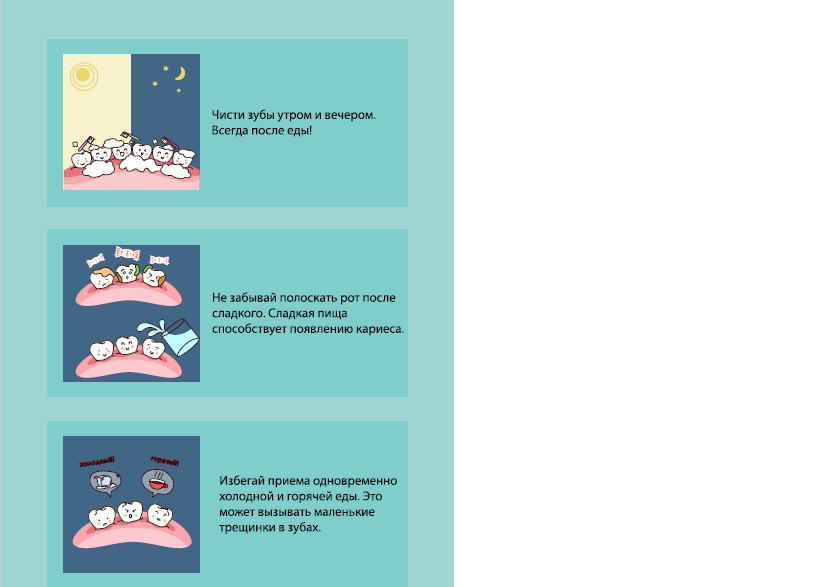 Чисти зубы утром и вечером.
Всегда после еды!
Не забывай полоскать рот после
сладкого. Сладкая пища
способствует появлению кариеса.
холодный!
горячий!
Избегай приема одновременно
холодной и горячей еды. Это
может вызывать маленькие
трещинки в зубах.